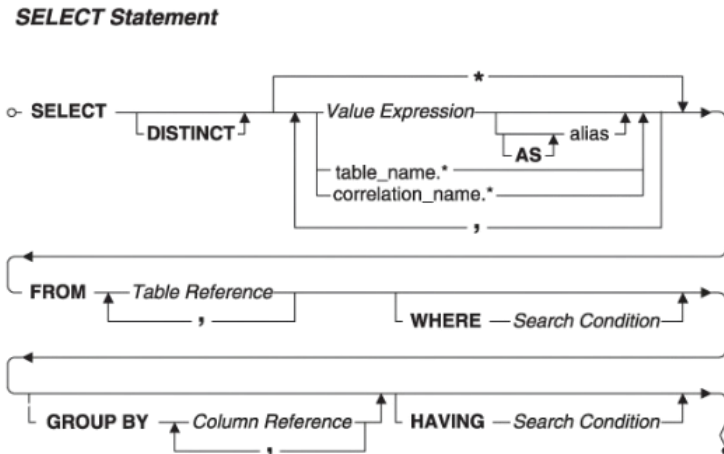 SELECT Statement
*
SELECT
Value Expression
alias
DISTINCT
AS
table_name.*
correlation_name.*
,
FROM Table Reference
,
WHERE Search Condition
GROUP BY Column Reference
HAVING Search Condition
,